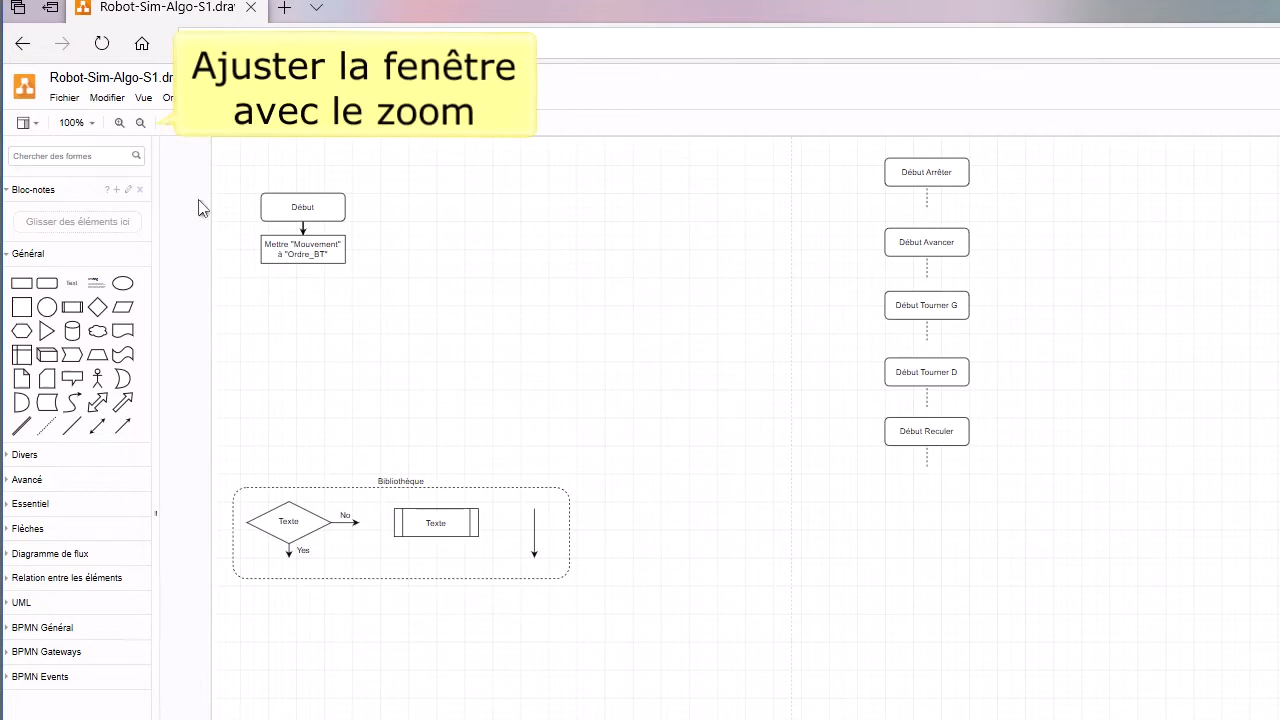 Robot-Sim-Algo-S1.dra
Robot-Sim-Algo-S1.dr
Ajuster la fenêtre
avec le zoom
Fichier
Modifier
Vue
100%
Chercher des formes
Bloc-notes
?
Glisser des éléments ici
Général
Text
Divers
Avancé
Essentiel
Flèches
Diagramme de flux
Relation entre les éléments
UML
BPMN Général
BPMN Gateways
BPMN Events
Début
Mettre "Mouvement"
à "Ordre_BT"
Bibliothèque
Texte
No
Yes
Texte
Début Arrêter
Début Avancer
Début Tourner G
Début Tourner D
Début Reculer